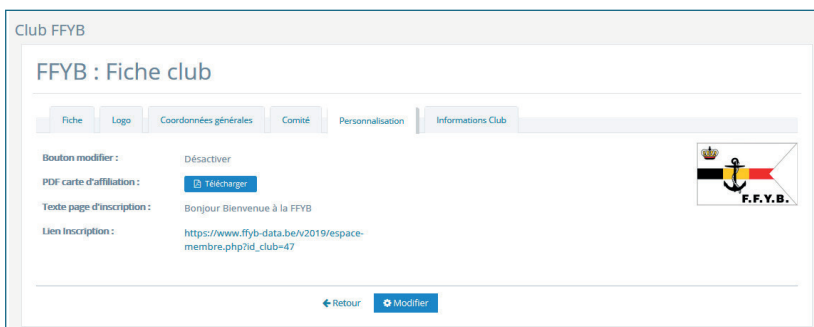 Club FFYB
FFYB : Fiche club
Fiche Logo Coordonnées générales Comité Personnalisation Informations Club
Bouton modifier : Désactiver
PDF carte d'affiliation : Télécharger
Texte page d'inscription : Bonjour Bienvenue à la FFYB
Lien Inscription : https://www.ffyb-data.be/v2019/espace-
membre.php?id_club=47
F.F.Y.B.
Retour Modifier